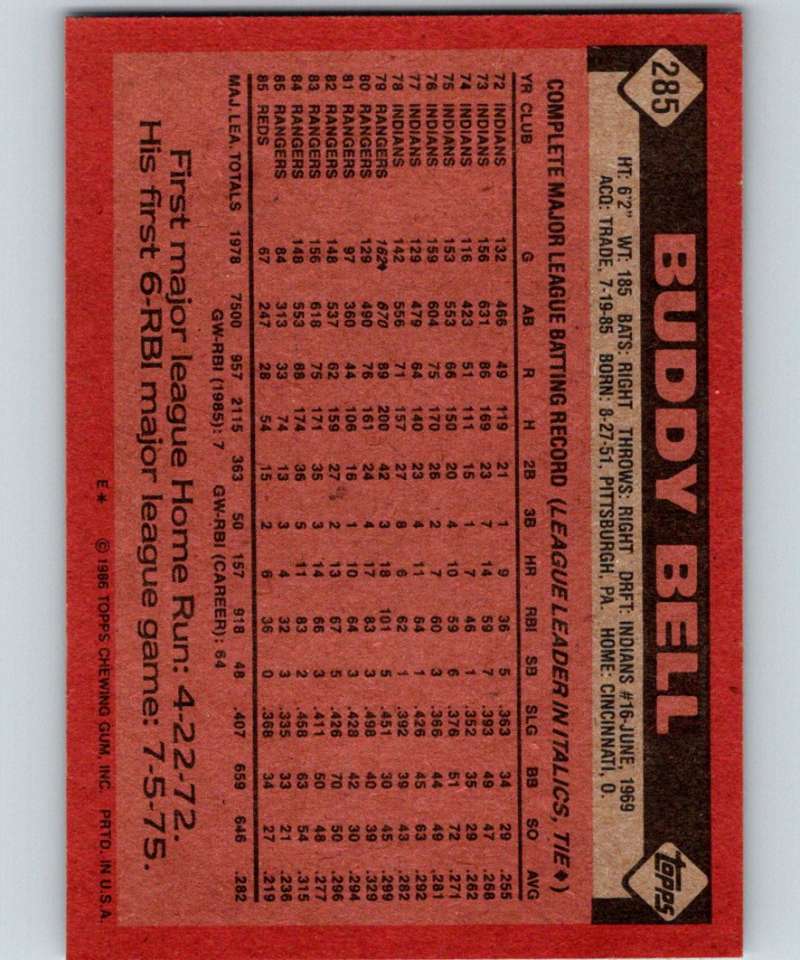 285
BUDDY BELL
topps
HT: 6'2" WT: 185 BATS: RIGHT THROWS: RIGHT DRFT: INDIANS #16-JUNE, 1969
ACQ: TRADE, 7-19-85 BORN: 8-27-51, PITTSBURGH, PA. HOME: CINCINNATI, O.
COMPLETE MAJOR LEAGUE BATTING RECORD (LEAGUE LEADER IN ITALICS, TIE♦)
YR CLUB G AB R H 2B 3B HR RBI SB SLG BB SO AVG
72 INDIANS 132 466 49 119 21 1 9 36 5 .363 34 29 .255
73 INDIANS 156 631 86 169 23 7 14 59 7 .393 49 47 .268
74 INDIANS 116 423 51 111 15 1 7 46 1 .352 35 29 .262
75 INDIANS 153 553 66 150 20 4 10 59 6 .376 51 72 .271
76 INDIANS 159 604 75 170 26 2 7 60 3 .366 44 49 .281
77 INDIANS 129 479 64 140 23 4 11 64 1 .426 45 63 .292
78 INDIANS 142 556 71 157 27 8 6 62 1 .392 39 43 .282
79 RANGERS 162♦ 670 89 200 42 3 18 101 5 .451 30 45 .299
80 RANGERS 129 490 76 161 24 4 17 83 3 .498 40 39 .329
81 RANGERS 97 360 44 106 16 1 10 64 3 .428 42 30 .294
82 RANGERS 148 537 62 159 27 2 13 67 5 .426 70 50 .296
83 RANGERS 156 618 75 171 35 3 14 66 3 .411 50 48 .277
84 RANGERS 148 553 88 174 36 5 11 83 2 .458 63 54 .315
85 RANGERS 84 313 33 74 13 3 4 32 3 .335 33 21 .236
85 REDS 67 247 28 54 15 2 6 36 0 .368 34 27 .219
MAJ. LEA. TOTALS 1978 7500 957 2115 363 50 157 918 48 .407 659 646 .282
GW-RBI (1985): 7 GW-RBI (CAREER): 64
First major league Home Run: 4-22-72.
His first 6-RBI major league game: 7-5-75.
E* © 1986 TOPPS CHEWING GUM, INC. PRTD. IN U.S.A.